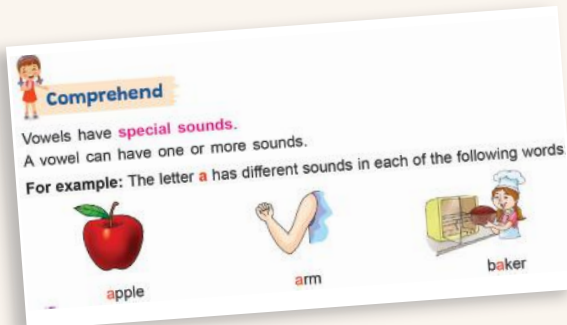 Comprehend
Vowels have special sounds.
A vowel can have one or more sounds.
For example: The letter a has different sounds in each of the following words
apple
arm
baker